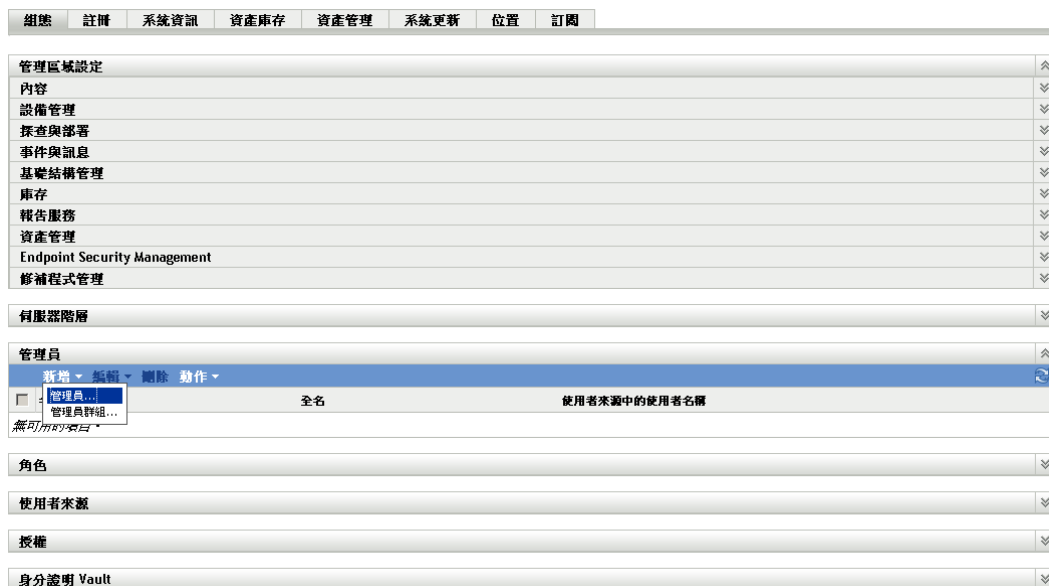 組態 註冊 系統資訊 資產庫存 資產管理 系統更新 位置 訂閱
管理區域設定
內容
設備管理
探查與部署
事件與訊息
基礎結構管理
庫存
報告服務
資產管理
Endpoint Security Management
修補程式管理
伺服器階層
管理員
新增 編輯 刪除 動作
管理員...
全名 使用者來源中的使用者名稱
管理員群組...
無可用的項目。
角色
使用者來源
授權
身分證明 Vault